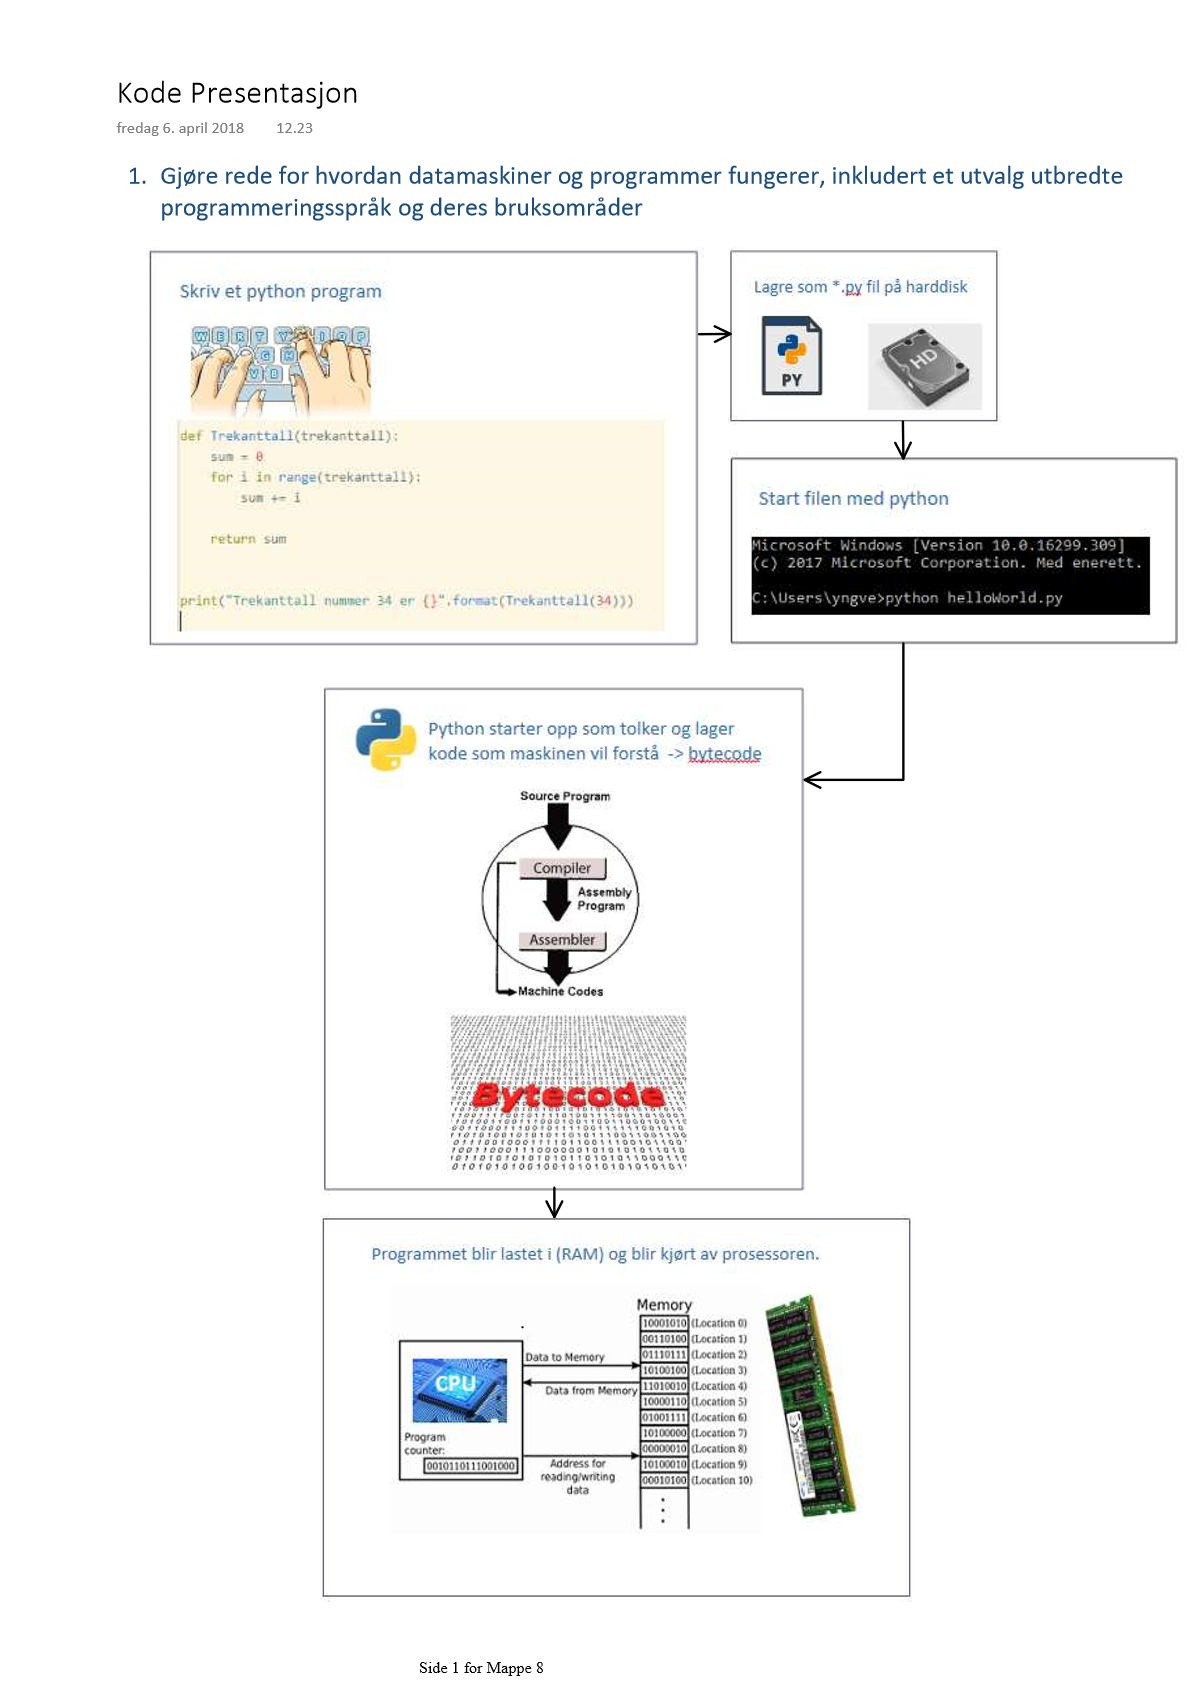 Kode Presentasjon
fredag 6. april 2018 12.23
1. Gjøre rede for hvordan datamaskiner og programmer fungerer, inkludert et utvalg utbredte
programmeringsspråk og deres bruksområder
Skriv et python program
W E R T Y I O P
G H
V B
def Trekanttall(trekanttall):
sum = 0
for i in range(trekanttall):
sum += i
return sum
print("Trekanttall nummer 34 er {}".format(Trekanttall(34)))
Lagre som *.py fil på harddisk
PY
HD
Start filen med python
Microsoft Windows [Version 10.0.16299.309]
(c) 2017 Microsoft Corporation. Med enerett.
C:\Users\yngve>python helloWorld.py
Python starter opp som tolker og lager
kode som maskinen vil forstå -> bytecode
Source Program
Compiler
Assembly
Program
Assembler
Machine Codes
Bytecode
Programmet blir lastet i (RAM) og blir kjørt av prosessoren.
Memory
10001010 (Location 0)
00110100 (Location 1)
01110111 (Location 2)
10100100 (Location 3)
11010010 (Location 4)
10000110 (Location 5)
01001111 (Location 6)
10100000 (Location 7)
00000010 (Location 8)
10100010 (Location 9)
00010100 (Location 10)
Data to Memory
Data from Memory
CPU
Program
counter:
0010110111001000
Address for
reading/writing
data
Side 1 for Mappe 8